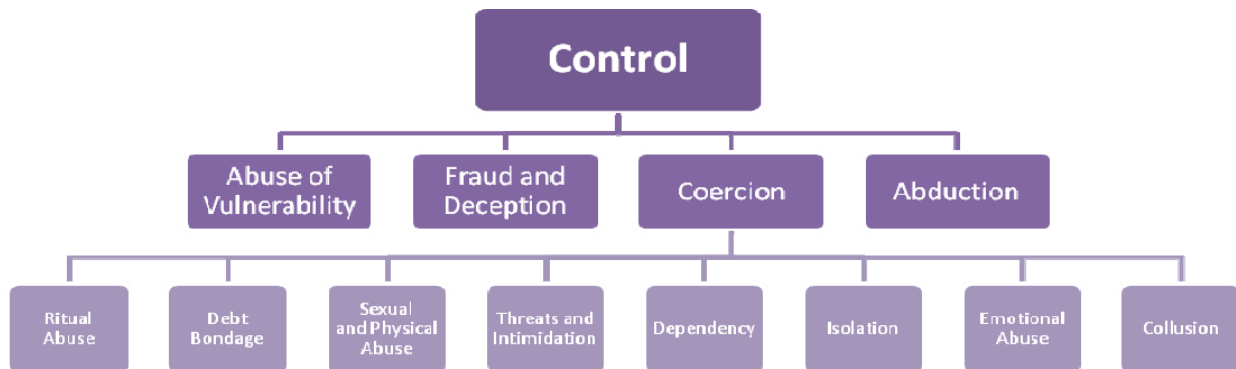 Control
Abuse of
Vulnerability
Fraud and
Deception
Coercion
Abduction
Ritual
Abuse
Debt
Bondage
Sexual
and Physical
Abuse
Threats and
Intimidation
Dependency
Isolation
Emotional
Abuse
Collusion